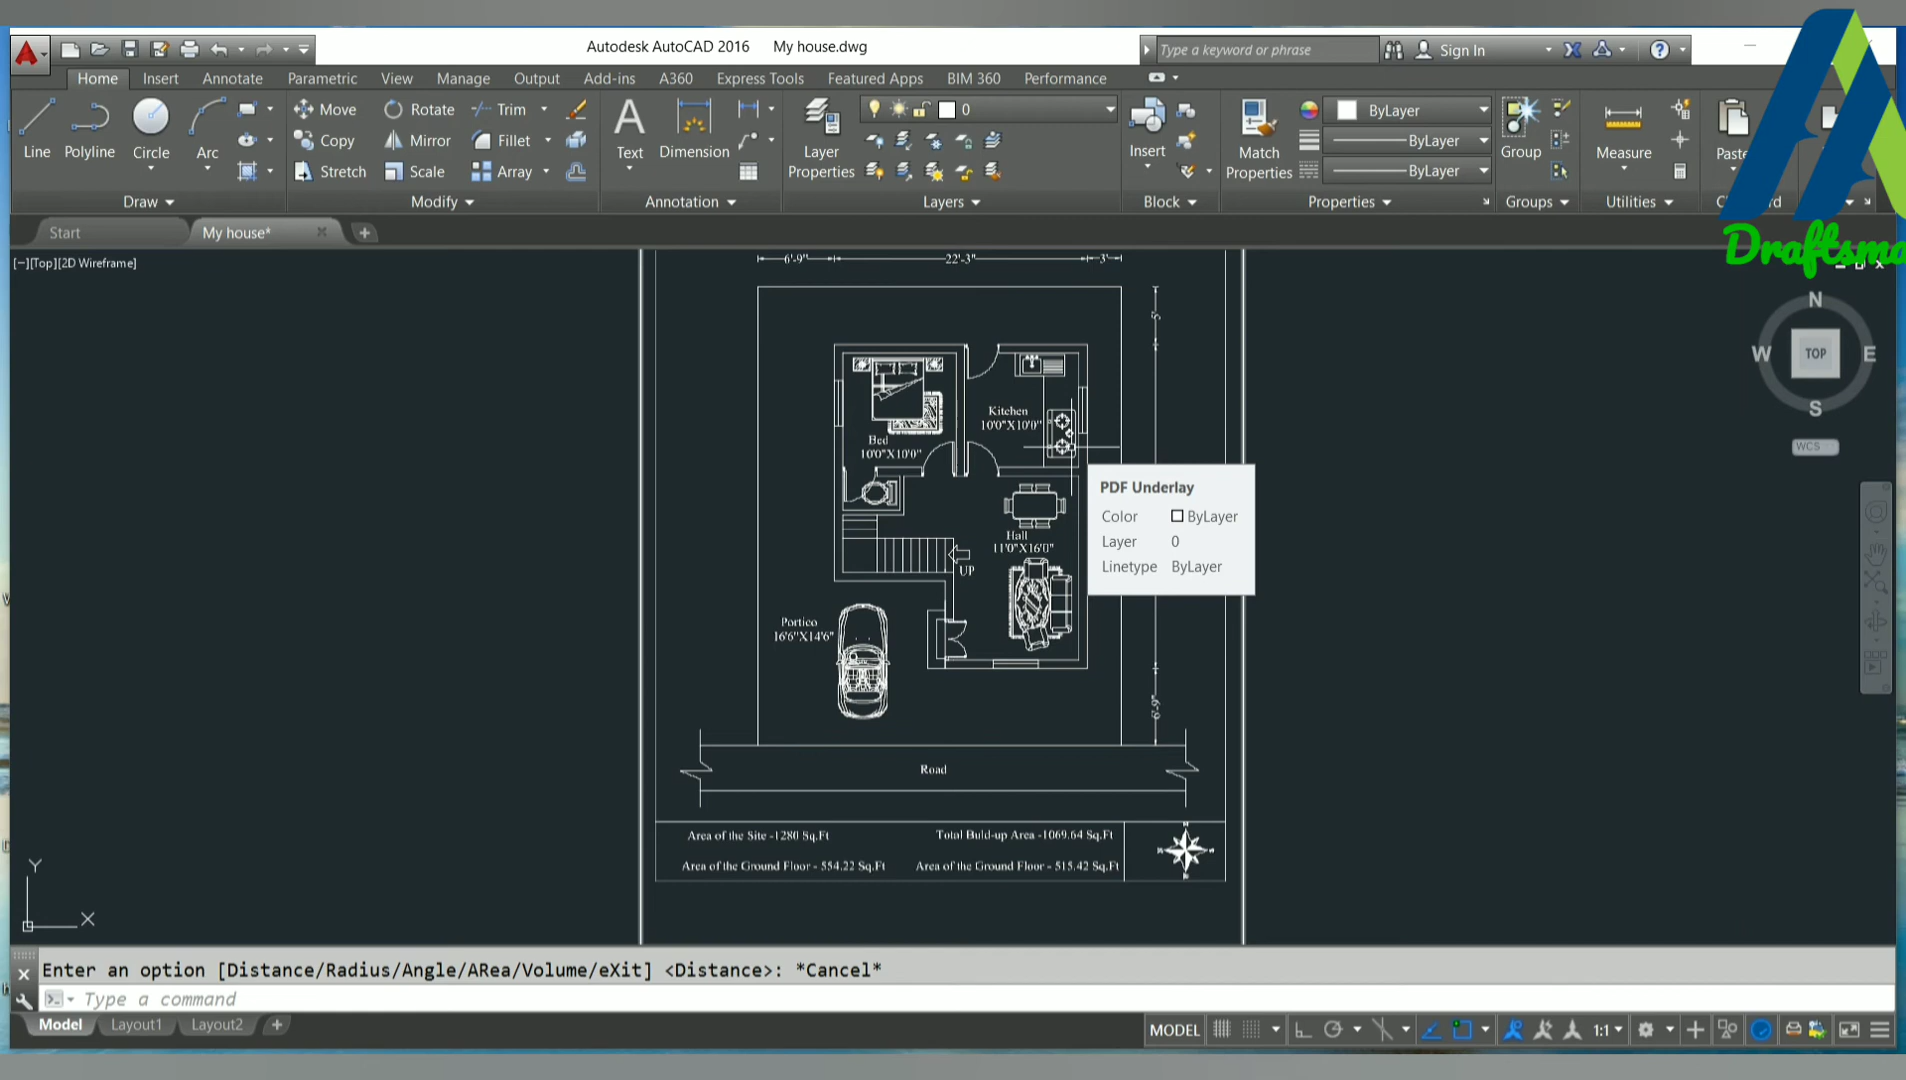 Autodesk AutoCAD 2016 My house.dwg
Type a keyword or phrase
Sign In
Home Insert Annotate Parametric View Manage Output Add-ins A360 Express Tools Featured Apps BIM 360 Performance
Line
Polyline
Circle
Arc
Move
Rotate
Trim
Copy
Mirror
Fillet
Stretch
Scale
Array
Text
Dimension
Layer
Properties
0
Insert
Match
Properties
ByLayer
ByLayer
ByLayer
Group
Measure
Paste
Draw
Modify
Annotation
Layers
Block
Properties
Groups
Utilities
Start
My house*
Draftsma
[−][Top][2D Wireframe]
6'-9"
22'-3"
3'
5'
N
W
TOP
E
S
WCS
Kitchen
10'0"X10'0"
Bed
10'0"X10'0"
PDF Underlay
Color ByLayer
Layer 0
Linetype ByLayer
Hall
11'0"X16'0"
UP
Portico
16'6"X14'6"
6'-9"
Road
Area of the Site -1280 Sq.Ft
Total Buld-up Area -1069.64 Sq.Ft
Area of the Ground Floor - 554.22 Sq.Ft
Area of the Ground Floor - 515.42 Sq.Ft
Y
X
Enter an option [Distance/Radius/Angle/ARea/Volume/eXit] <Distance>: *Cancel*
Type a command
Model Layout1 Layout2
MODEL
1:1